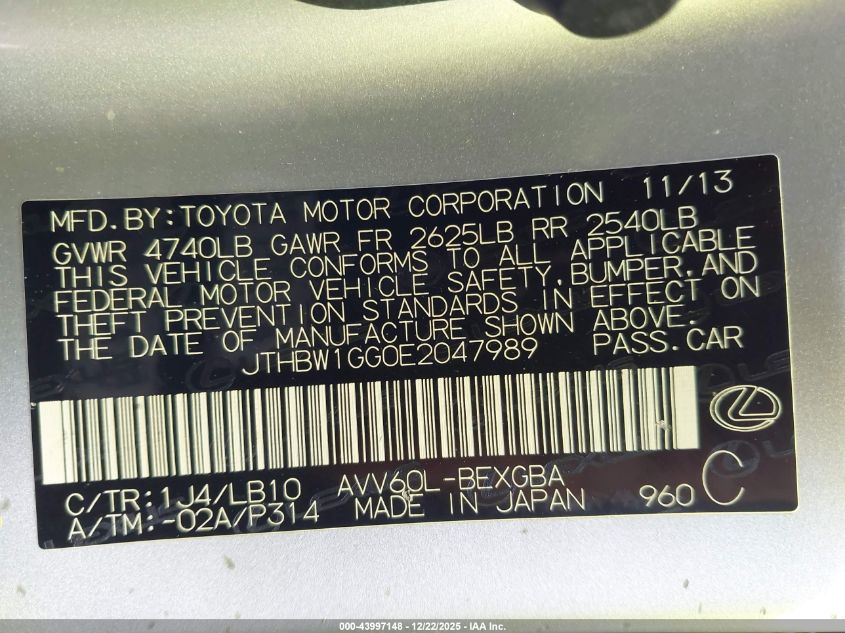 MFD. BY: TOYOTA MOTOR CORPORATION 11/13
GVWR 4740LB GAWR FR 2625LB RR 2540LB
THIS VEHICLE CONFORMS TO ALL APPLICABLE
FEDERAL MOTOR VEHICLE SAFETY, BUMPER, AND
THEFT PREVENTION STANDARDS IN EFFECT ON
THE DATE OF MANUFACTURE SHOWN ABOVE.
JTHBW1GG0E2047989 PASS. CAR
C/TR: 1J4/LB10 AVV60L-BEXGBA
A/TM: -02A/P314 MADE IN JAPAN 960 C
000-43997148 - 12/22/2025 - IAA Inc.